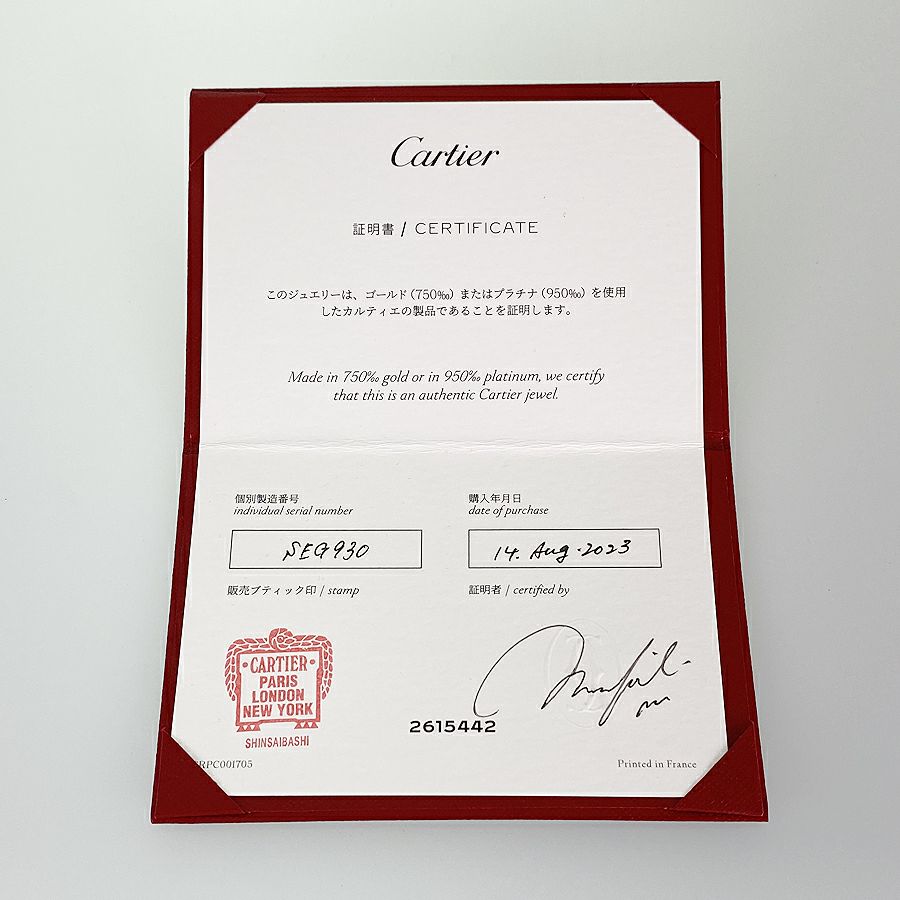 Cartier
証明書 / CERTIFICATE
このジュエリーは、ゴールド（750‰）またはプラチナ（950‰）を使用
したカルティエの製品であることを証明します。
Made in 750‰ gold or in 950‰ platinum, we certify
that this is an authentic Cartier jewel.
個別製造番号
individual serial number
購入年月日
date of purchase
SEG930
14. Aug. 2023
販売ブティック印 / stamp
証明者 / certified by
CARTIER
PARIS
LONDON
NEW YORK
SHINSAIBASHI
2615442
RPC001705
Printed in France